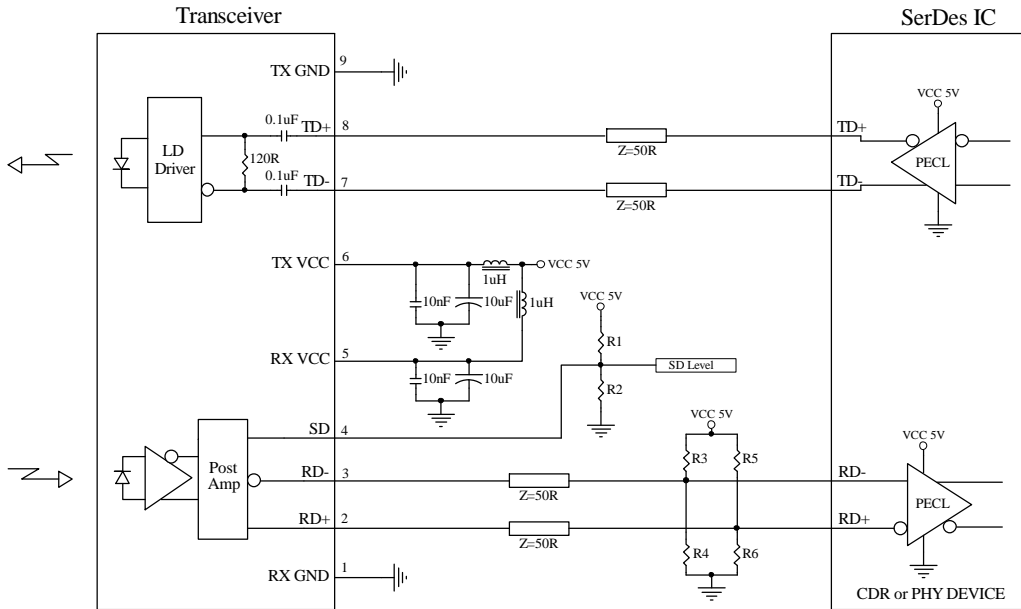 Transceiver
SerDes IC
9
TX GND
VCC 5V
0.1uF
TD+
8
TD+
LD
Driver
120R
Z=50R
PECL
0.1uF
TD-
7
TD-
Z=50R
TX VCC
6
VCC 5V
1uH
10nF
10uF
1uH
VCC 5V
R1
RX VCC
5
SD Level
10nF
10uF
R2
VCC 5V
SD
4
VCC 5V
R3
R5
Post
Amp
RD-
3
RD-
Z=50R
PECL
RD+
2
RD+
Z=50R
R4
R6
RX GND
1
CDR or PHY DEVICE